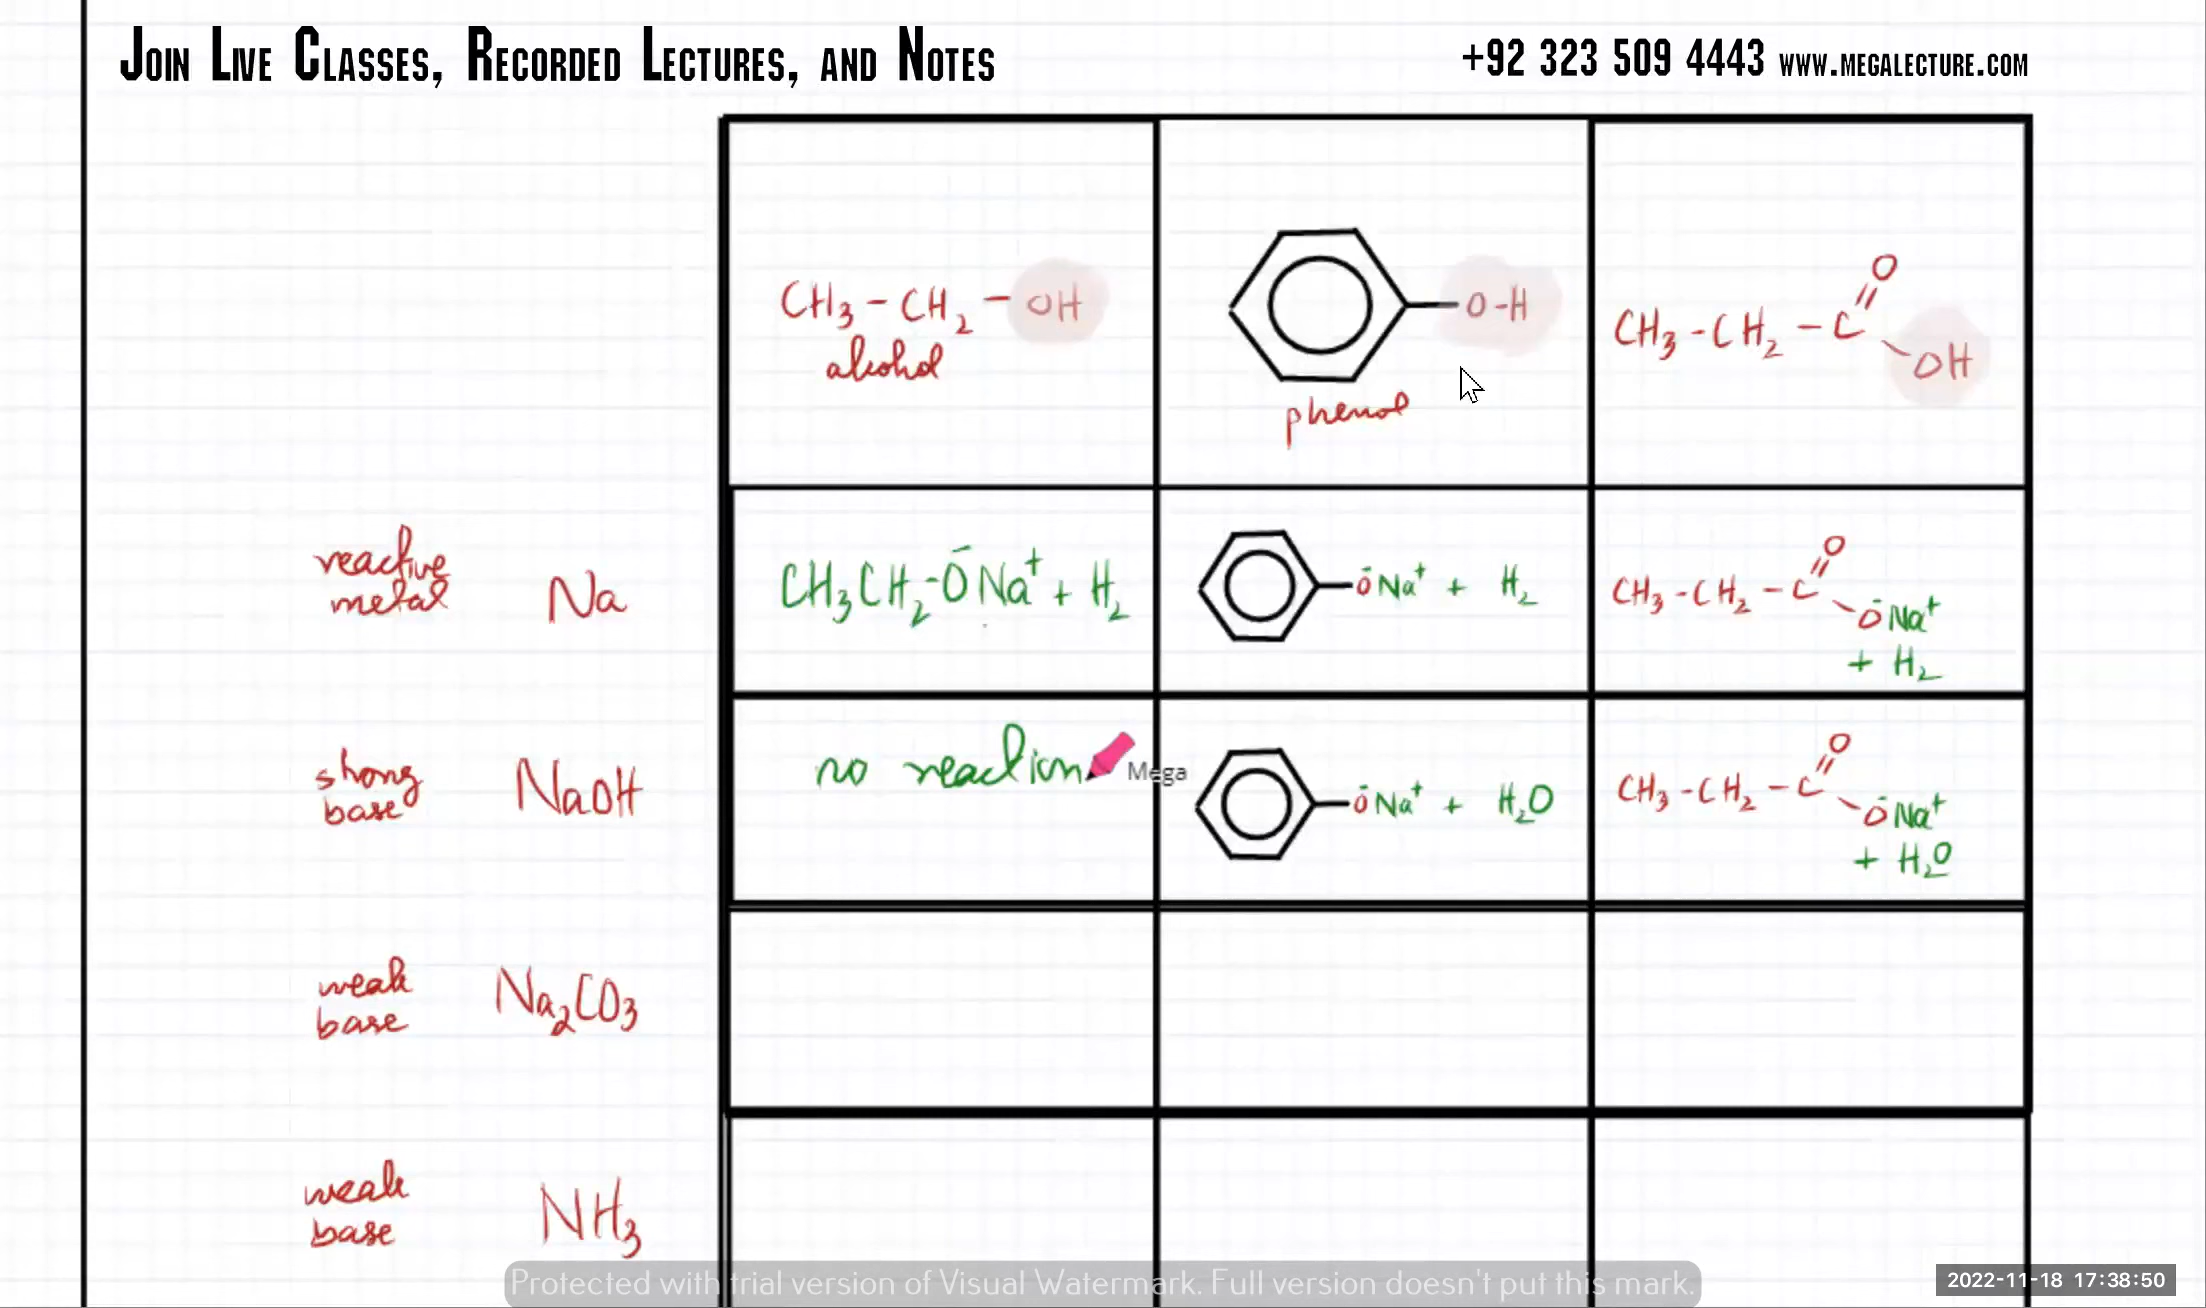 JOIN LIVE CLASSES, RECORDED LECTURES, AND NOTES
+92 323 509 4443 WWW.MEGALECTURE.COM
CH₃-CH₂-OH
alcohol
O-H
phenol
CH₃-CH₂-C
O
OH
reactive
metal
Na
CH₃CH₂-O⁻Na⁺ + H₂
O⁻Na⁺ + H₂
CH₃-CH₂-C
O
O⁻Na⁺
+ H₂
strong
base
NaOH
no reaction
Mega
O⁻Na⁺ + H₂O
CH₃-CH₂-C
O
O⁻Na⁺
+ H₂O
weak
base
Na₂CO₃
weak
base
NH₃
Protected with trial version of Visual Watermark. Full version doesn't put this mark.
2022-11-18 17:38:50